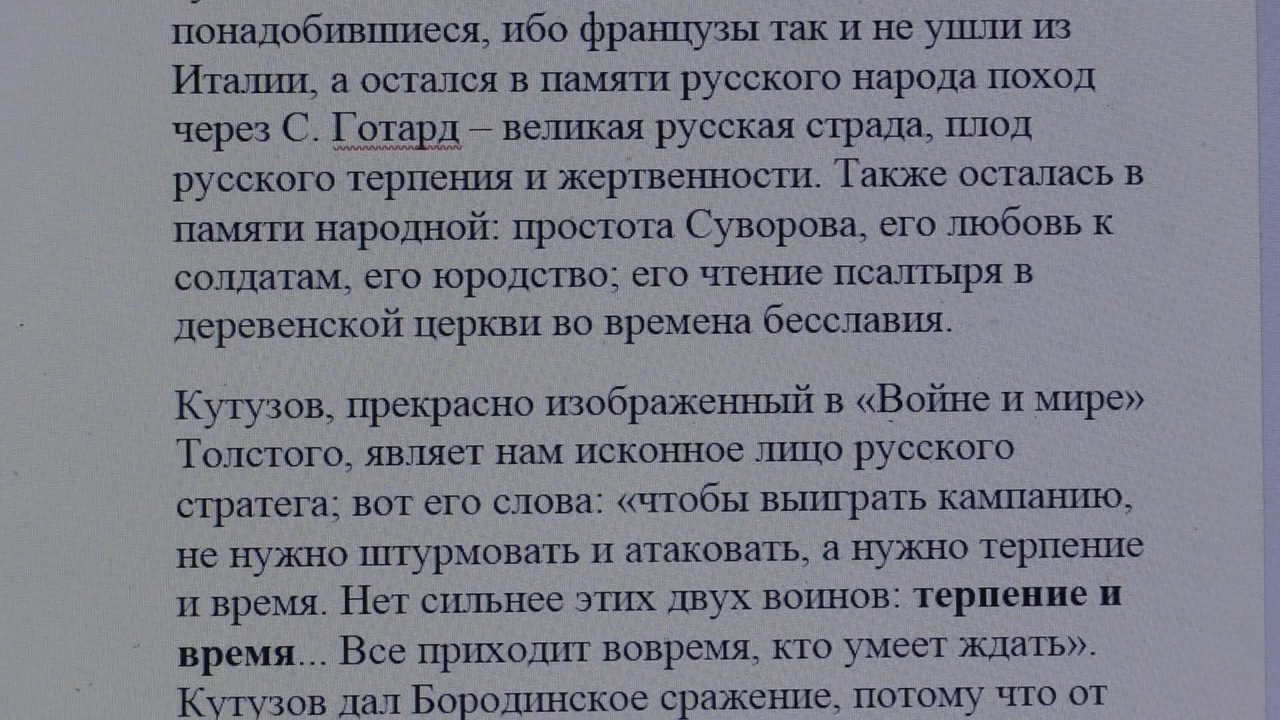 понадобившиеся, ибо французы так и не ушли из
Италии, а остался в памяти русского народа поход
через С. Готард – великая русская страда, плод
русского терпения и жертвенности. Также осталась в
памяти народной: простота Суворова, его любовь к
солдатам, его юродство; его чтение псалтыря в
деревенской церкви во времена бесславия.
Кутузов, прекрасно изображенный в «Войне и мире»
Толстого, являет нам исконное лицо русского
стратега; вот его слова: «чтобы выиграть кампанию,
не нужно штурмовать и атаковать, а нужно терпение
и время. Нет сильнее этих двух воинов: терпение и
время... Все приходит вовремя, кто умеет ждать».
Кутузов дал Бородинское сражение, потому что от